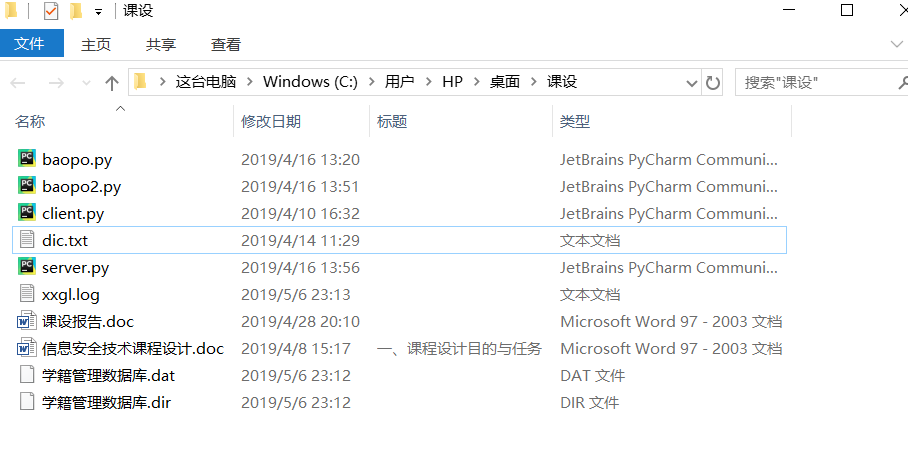 课设
文件 主页 共享 查看
这台电脑 Windows (C:) 用户 HP 桌面 课设 搜索"课设"
名称 修改日期 标题 类型
baopo.py 2019/4/16 13:20 JetBrains PyCharm Communi...
baopo2.py 2019/4/16 13:51 JetBrains PyCharm Communi...
client.py 2019/4/10 16:32 JetBrains PyCharm Communi...
dic.txt 2019/4/14 11:29 文本文档
server.py 2019/4/16 13:56 JetBrains PyCharm Communi...
xxgl.log 2019/5/6 23:13 文本文档
课设报告.doc 2019/4/28 20:10 Microsoft Word 97 - 2003 文档
信息安全技术课程设计.doc 2019/4/8 15:17 一、课程设计目的与任务 Microsoft Word 97 - 2003 文档
学籍管理数据库.dat 2019/5/6 23:12 DAT 文件
学籍管理数据库.dir 2019/5/6 23:12 DIR 文件